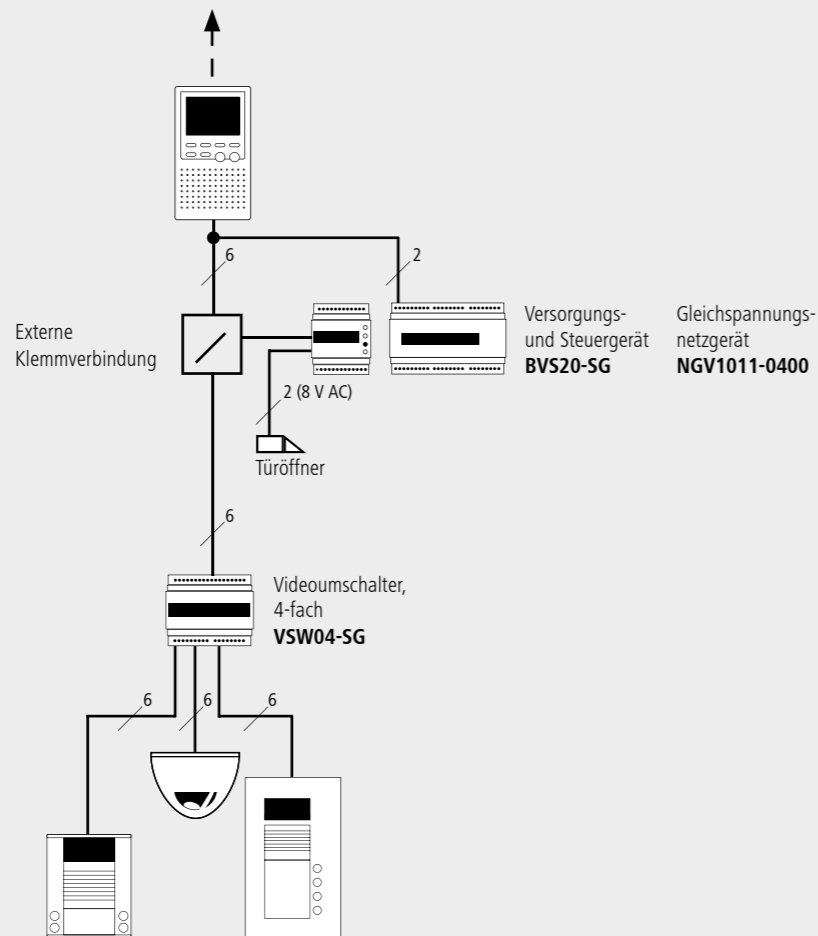 6
2
Externe
Klemmverbindung
Versorgungs-
und Steuergerät
BVS20-SG
Gleichspannungs-
netzgerät
NGV1011-0400
2 (8 V AC)
Türöffner
6
Videoumschalter,
4-fach
VSW04-SG
6
6
6